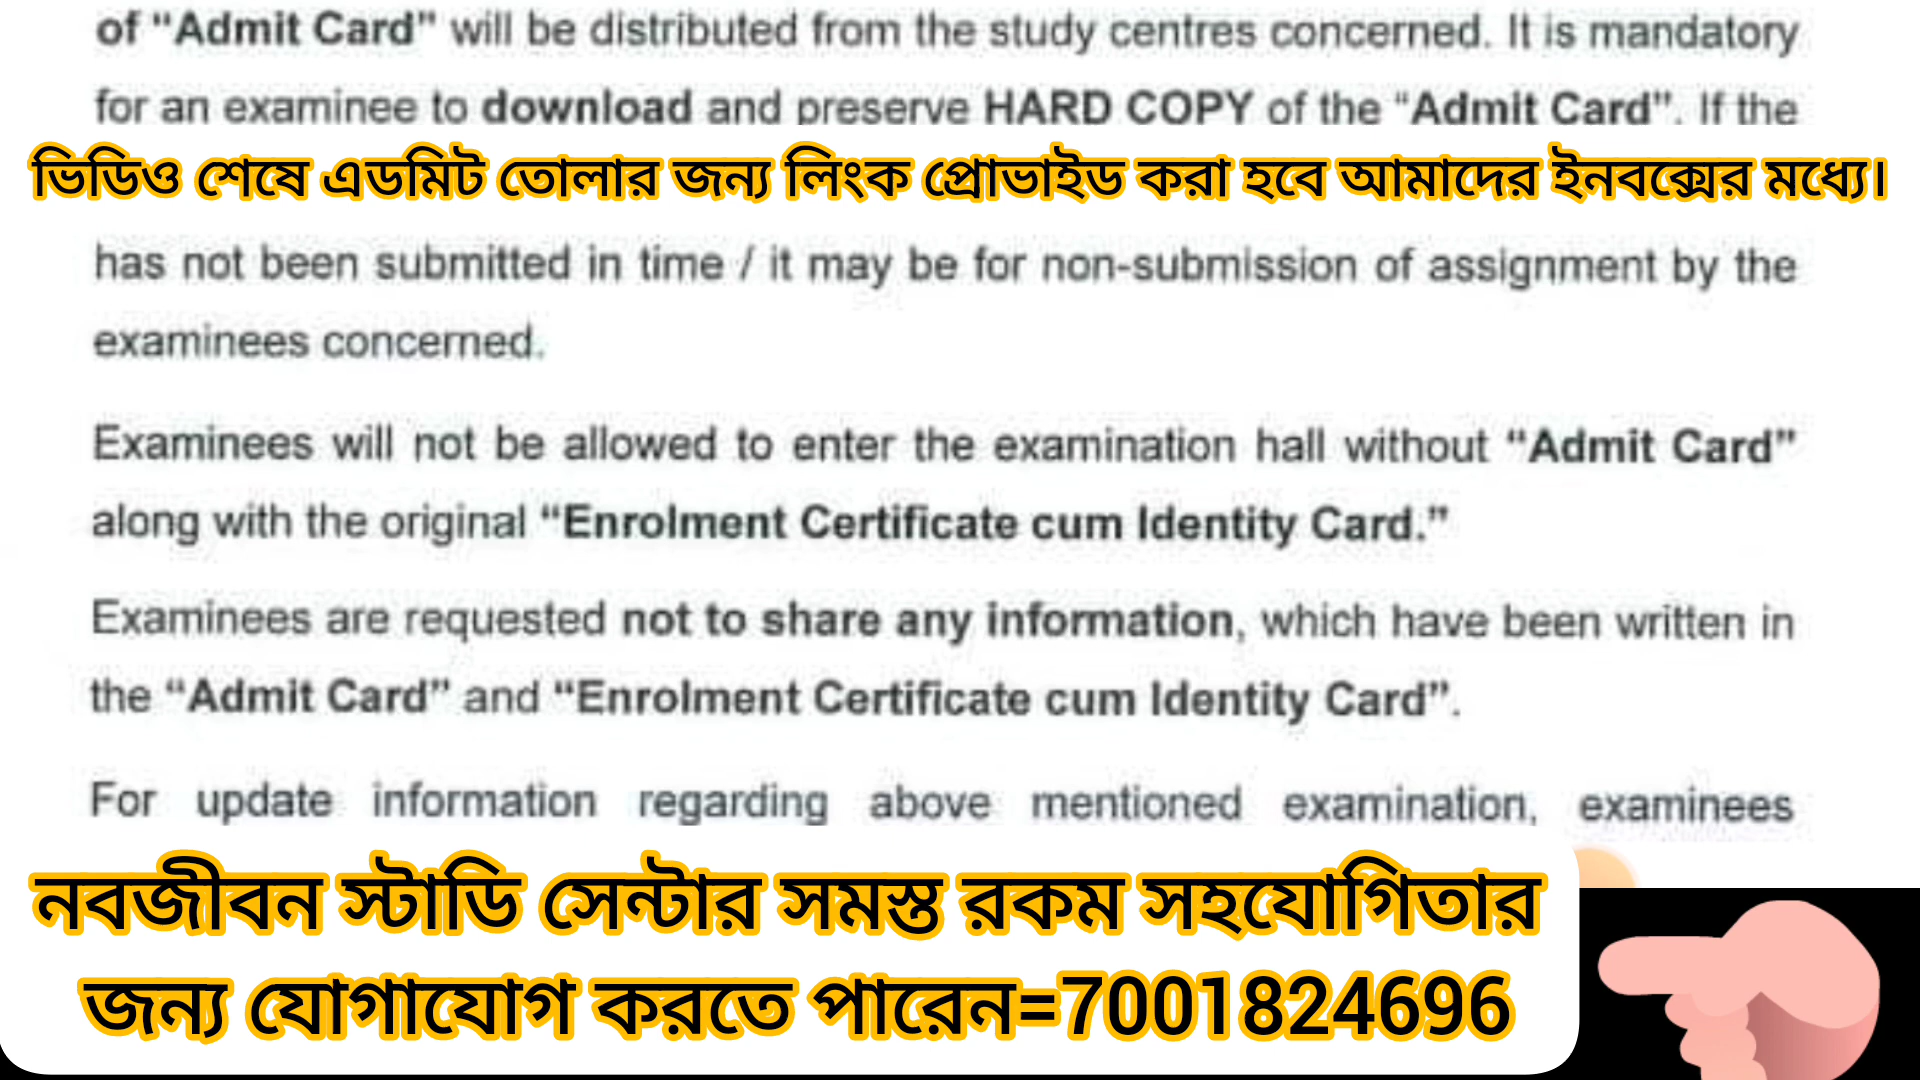 of "Admit Card" will be distributed from the study centres concerned. It is mandatory
for an examinee to download and preserve HARD COPY of the "Admit Card". If the
ভিডিও শেষে এডমিট তোলার জন্য লিংক প্রোভাইড করা হবে আমাদের ইনবক্সের মধ্যে।
has not been submitted in time / it may be for non-submission of assignment by the
examinees concerned.
Examinees will not be allowed to enter the examination hall without “Admit Card”
along with the original “Enrolment Certificate cum Identity Card.”
Examinees are requested not to share any information, which have been written in
the “Admit Card” and “Enrolment Certificate cum Identity Card”.
For update information regarding above mentioned examination, examinees
নবজীবন স্টাডি সেন্টার সমস্ত রকম সহযোগিতার
জন্য যোগাযোগ করতে পারেন=7001824696